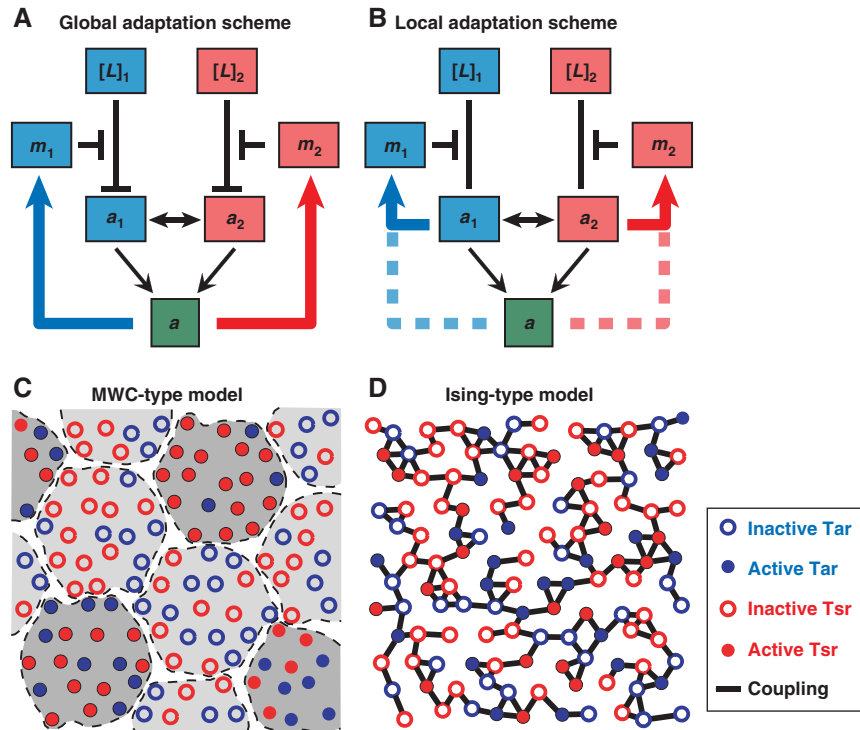 A Global adaptation scheme
[L]1 [L]2
m1 m2
a1 a2
a
B Local adaptation scheme
[L]1 [L]2
m1 m2
a1 a2
a
C MWC-type model
D Ising-type model
Inactive Tar
Active Tar
Inactive Tsr
Active Tsr
Coupling